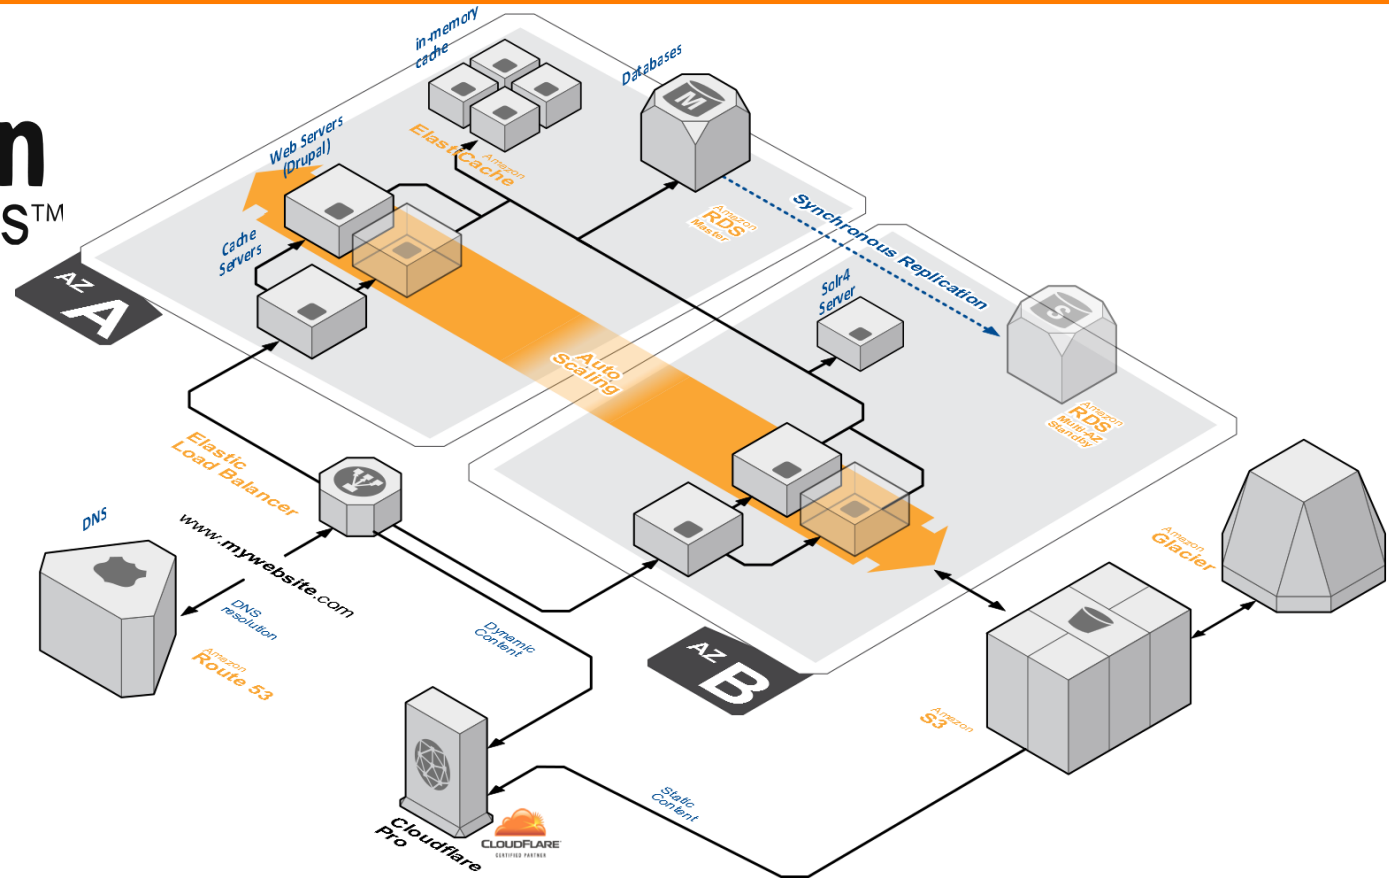 in-memory
cache
Databases
M
ElastiCache
Amazon
Web Servers
(Drupal)
n
S™
Cache
Servers
Amazon
RDS
Master
Synchronous Replication
AZ
A
Solr4
Server
S
Auto
Scaling
Amazon
RDS
Multi-AZ
Standby
Elastic
Load Balancer
DNS
www.mywebsite.com
DNS
resolution
Amazon
Route 53
Dynamic
Content
AZ
B
Amazon
Glacier
Amazon
S3
Static
Content
Cloudflare
Pro
CLOUDFLARE
CERTIFIED PARTNER